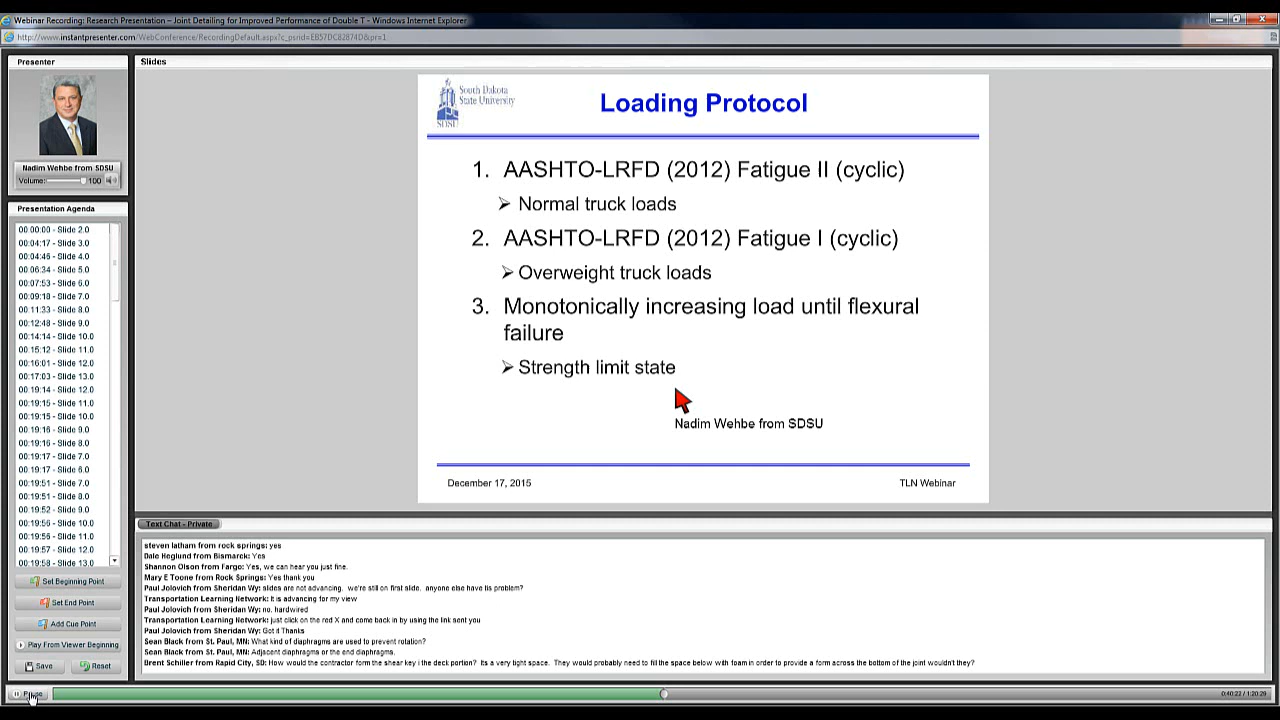 Webinar Recording: Research Presentation – Joint Detailing for Improved Performance of Double T - Windows Internet Explorer
http://www.instantpresenter.com/WebConference/RecordingDefault.aspx?c_psrid=EB57DC82874D&pr=1
Presenter
Nadim Wehbe from SDSU
Volume: 100
Presentation Agenda
00:00:00 - Slide 2.0
00:04:17 - Slide 3.0
00:04:46 - Slide 4.0
00:06:34 - Slide 5.0
00:07:53 - Slide 6.0
00:09:18 - Slide 7.0
00:11:33 - Slide 8.0
00:12:48 - Slide 9.0
00:14:14 - Slide 10.0
00:15:12 - Slide 11.0
00:16:01 - Slide 12.0
00:17:03 - Slide 13.0
00:19:14 - Slide 12.0
00:19:15 - Slide 11.0
00:19:15 - Slide 10.0
00:19:16 - Slide 9.0
00:19:16 - Slide 8.0
00:19:17 - Slide 7.0
00:19:17 - Slide 6.0
00:19:51 - Slide 7.0
00:19:51 - Slide 8.0
00:19:52 - Slide 9.0
00:19:56 - Slide 10.0
00:19:56 - Slide 11.0
00:19:57 - Slide 12.0
00:19:58 - Slide 13.0
Set Beginning Point
Set End Point
Add Cue Point
Play From Viewer Beginning
Save Reset
Slides
South Dakota
State University
SDSU
Loading Protocol
1. AASHTO-LRFD (2012) Fatigue II (cyclic)
➢ Normal truck loads
2. AASHTO-LRFD (2012) Fatigue I (cyclic)
➢ Overweight truck loads
3. Monotonically increasing load until flexural
failure
➢ Strength limit state
Nadim Wehbe from SDSU
December 17, 2015 TLN Webinar
Text Chat - Private
steven latham from rock springs: yes
Dale Heglund from Bismarck: Yes
Shannon Olson from Fargo: Yes, we can hear you just fine.
Mary E Toone from Rock Springs: Yes thank you
Paul Jolovich from Sheridan Wy: slides are not advancing. we're still on first slide. anyone else have tis problem?
Transportation Learning Network: It is advancing for my view
Paul Jolovich from Sheridan Wy: no. hardwired
Transportation Learning Network: just click on the red X and come back in by using the link sent you
Paul Jolovich from Sheridan Wy: Got it Thanks
Sean Black from St. Paul, MN: What kind of diaphragms are used to prevent rotation?
Sean Black from St. Paul, MN: Adjacent diaphragms or the end diaphragms.
Brent Schiller from Rapid City, SD: How would the contractor form the shear key i the deck portion? Its a very tight space. They would probably need to fill the space below with foam in order to provide a form across the bottom of the joint wouldn't they?
Pause
0:40:22 / 1:20:29